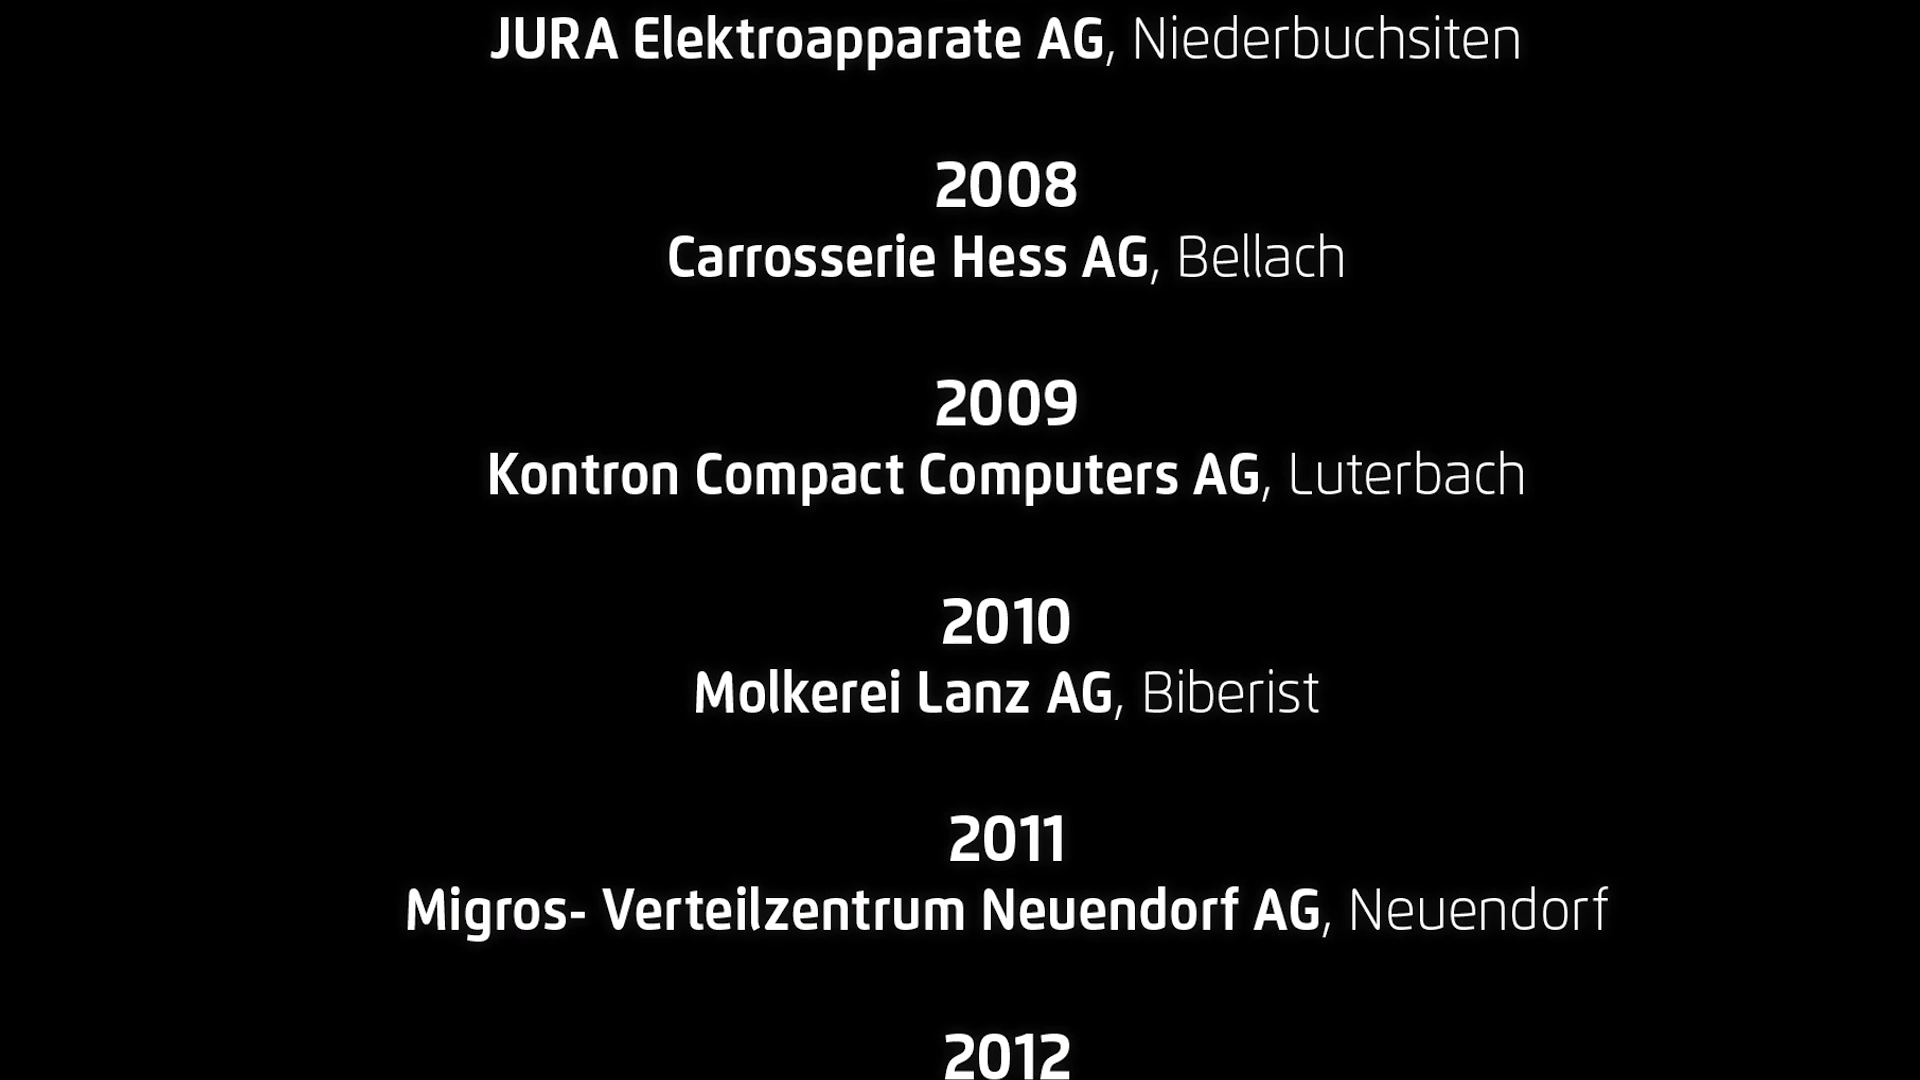 JURA Elektroapparate AG, Niederbuchsiten
2008
Carrosserie Hess AG, Bellach
2009
Kontron Compact Computers AG, Luterbach
2010
Molkerei Lanz AG, Biberist
2011
Migros- Verteilzentrum Neuendorf AG, Neuendorf
2012